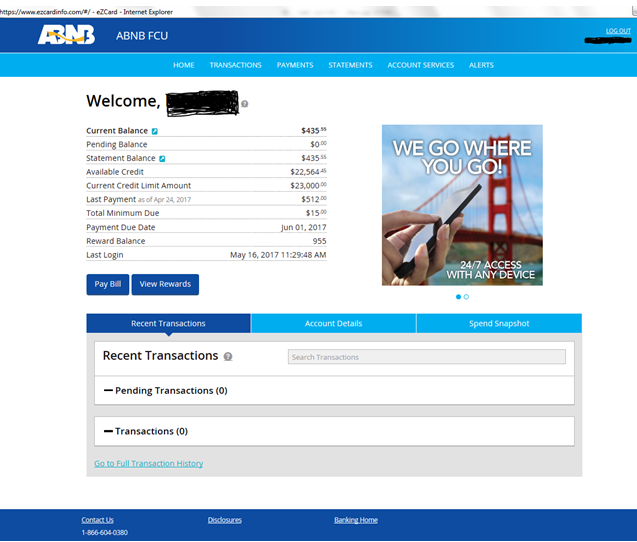 https://www.ezcardinfo.com/#/ - eZCard - Internet Explorer
ABNB
ABNB FCU
LOG OUT
HOME TRANSACTIONS PAYMENTS STATEMENTS ACCOUNT SERVICES ALERTS
Welcome,
Current Balance $435.55
Pending Balance $0.00
Statement Balance $435.55
Available Credit $22,564.45
Current Credit Limit Amount $23,000.00
Last Payment as of Apr 24, 2017 $512.00
Total Minimum Due $15.00
Payment Due Date Jun 01, 2017
Reward Balance 955
Last Login May 16, 2017 11:29:48 AM
WE GO WHERE
YOU GO!
24/7 ACCESS
WITH ANY DEVICE
Pay Bill View Rewards
Recent Transactions Account Details Spend Snapshot
Recent Transactions ?
Search Transactions
Pending Transactions (0)
Transactions (0)
Go to Full Transaction History
Contact Us Disclosures Banking Home
1-866-604-0380